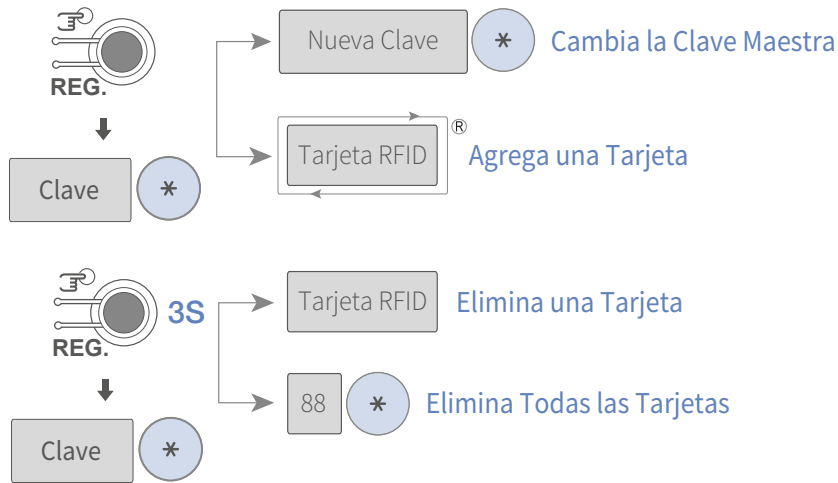 REG.
Clave *
Nueva Clave * Cambia la Clave Maestra
Tarjeta RFID ® Agrega una Tarjeta
REG. 3S
Clave *
Tarjeta RFID Elimina una Tarjeta
88 * Elimina Todas las Tarjetas